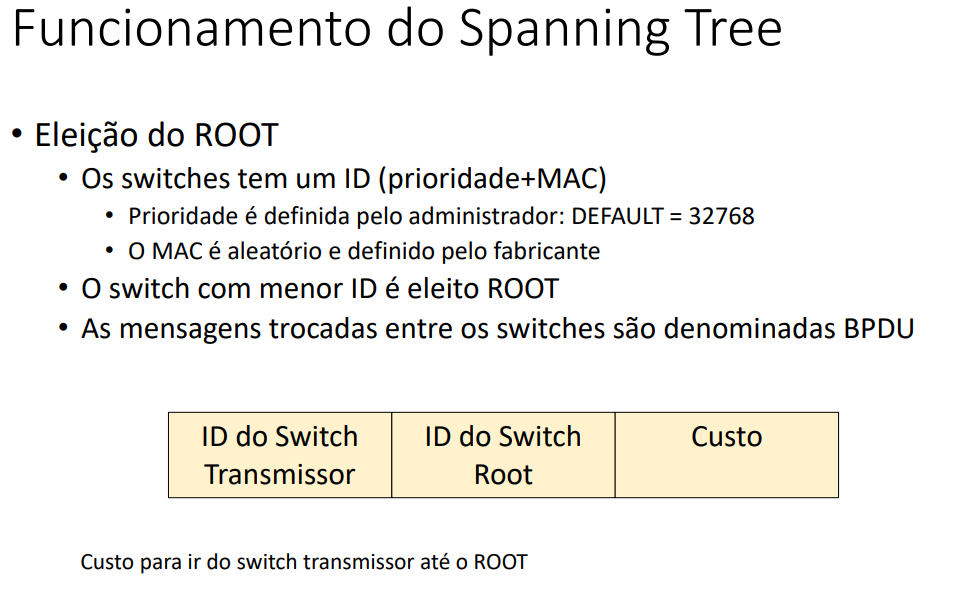 Funcionamento do Spanning Tree
• Eleição do ROOT
• Os switches tem um ID (prioridade+MAC)
• Prioridade é definida pelo administrador: DEFAULT = 32768
• O MAC é aleatório e definido pelo fabricante
• O switch com menor ID é eleito ROOT
• As mensagens trocadas entre os switches são denominadas BPDU
ID do Switch
Transmissor
ID do Switch
Root
Custo
Custo para ir do switch transmissor até o ROOT